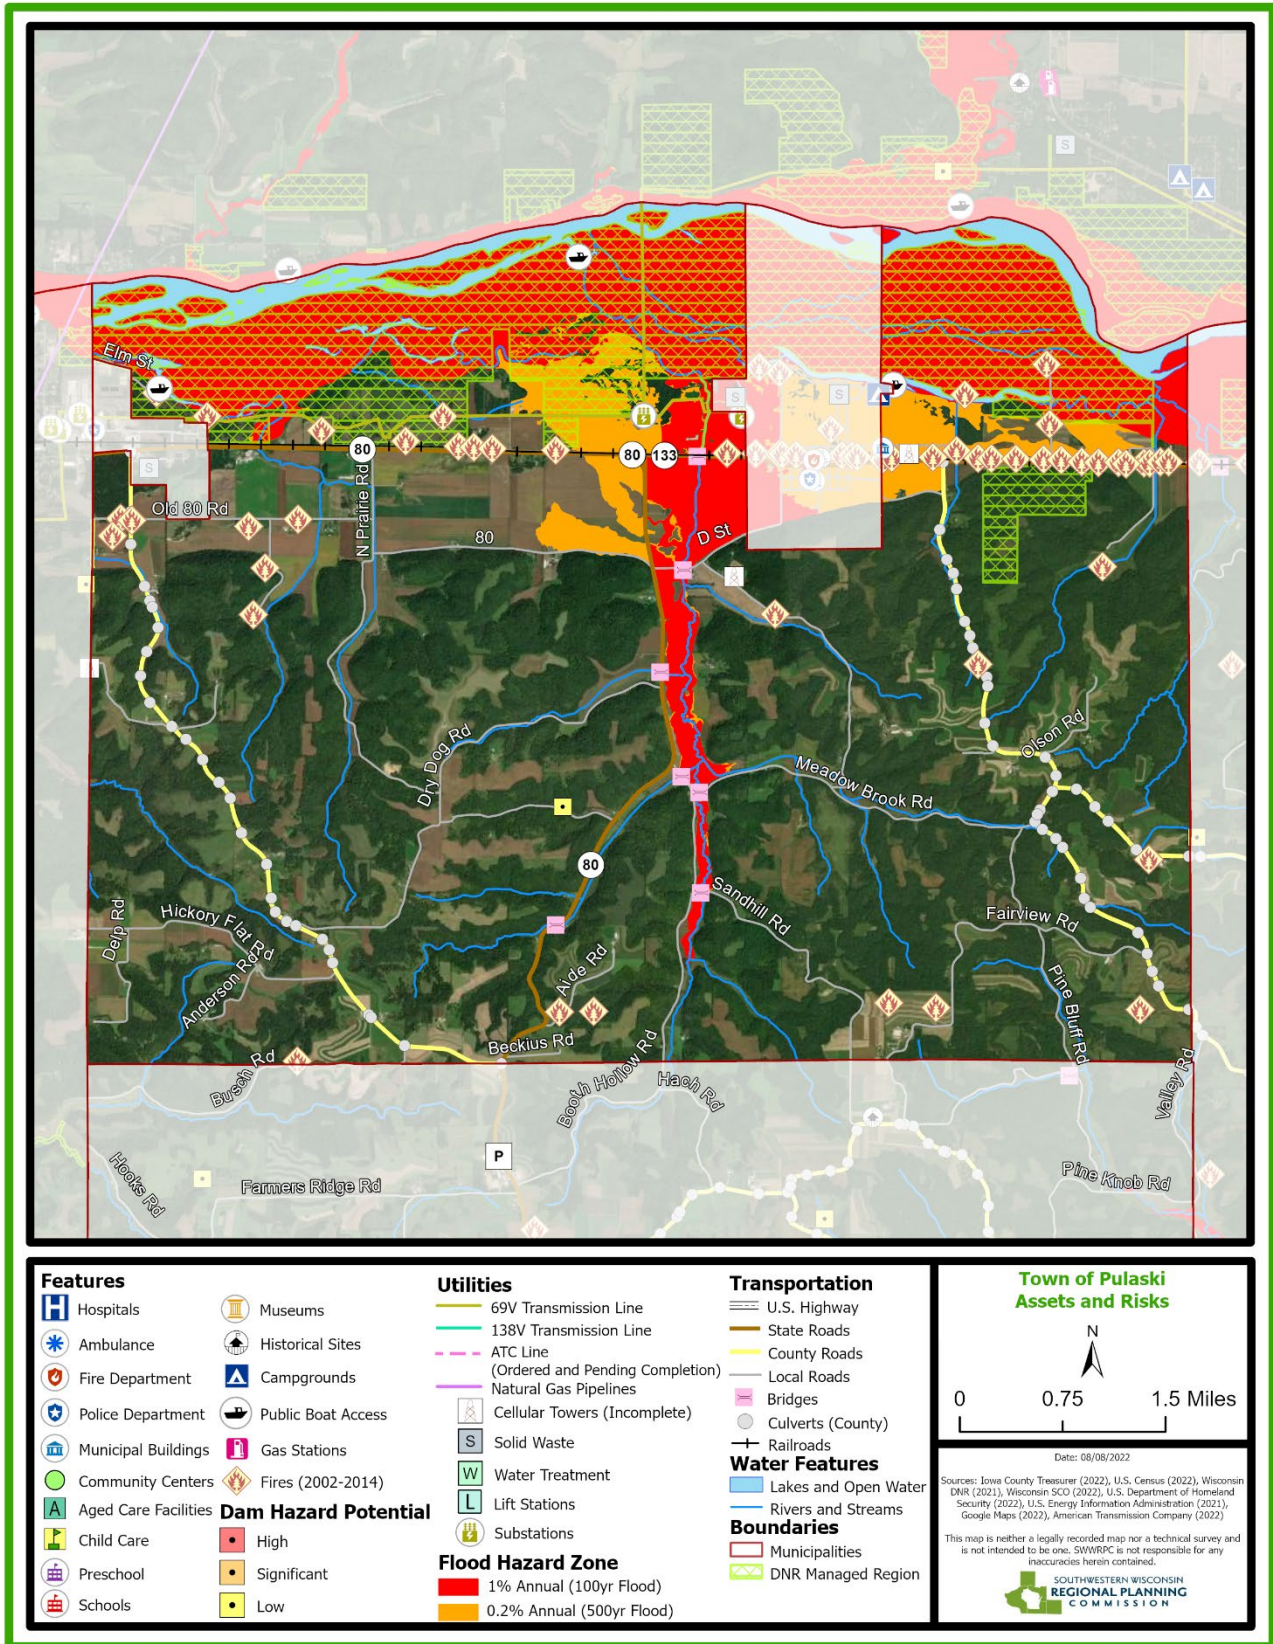 Elm St
80
80
133
Old 80 Rd
N Prairie Rd
80
D St
S
S
S
S
Dry Dog Rd
Olson Rd
Meadow Brook Rd
80
Sandhill Rd
Delp Rd
Hickory Flat Rd
Anderson Rd
Fairview Rd
Aide Rd
Pine Bluff Rd
Beckius Rd
Busch Rd
Booth Hollow Rd
Hach Rd
Valley Rd
P
Hooks Rd
Farmers Ridge Rd
Pine Knob Rd
Features
H Hospitals
Ambulance
Fire Department
Police Department
Municipal Buildings
Community Centers
A Aged Care Facilities
Child Care
Preschool
Schools
Museums
Historical Sites
Campgrounds
Public Boat Access
Gas Stations
Fires (2002-2014)
Dam Hazard Potential
High
Significant
Low
Utilities
69V Transmission Line
138V Transmission Line
ATC Line
(Ordered and Pending Completion)
Natural Gas Pipelines
Cellular Towers (Incomplete)
S Solid Waste
W Water Treatment
L Lift Stations
Substations
Flood Hazard Zone
1% Annual (100yr Flood)
0.2% Annual (500yr Flood)
Transportation
U.S. Highway
State Roads
County Roads
Local Roads
Bridges
Culverts (County)
Railroads
Water Features
Lakes and Open Water
Rivers and Streams
Boundaries
Municipalities
DNR Managed Region
Town of Pulaski
Assets and Risks
N
0 0.75 1.5 Miles
Date: 08/08/2022
Sources: Iowa County Treasurer (2022), U.S. Census (2022), Wisconsin
DNR (2021), Wisconsin SCO (2022), U.S. Department of Homeland
Security (2022), U.S. Energy Information Administration (2021),
Google Maps (2022), American Transmission Company (2022)
This map is neither a legally recorded map nor a technical survey and
is not intended to be one. SWWRPC is not responsible for any
inaccuracies herein contained.
SOUTHWESTERN WISCONSIN
REGIONAL PLANNING
COMMISSION